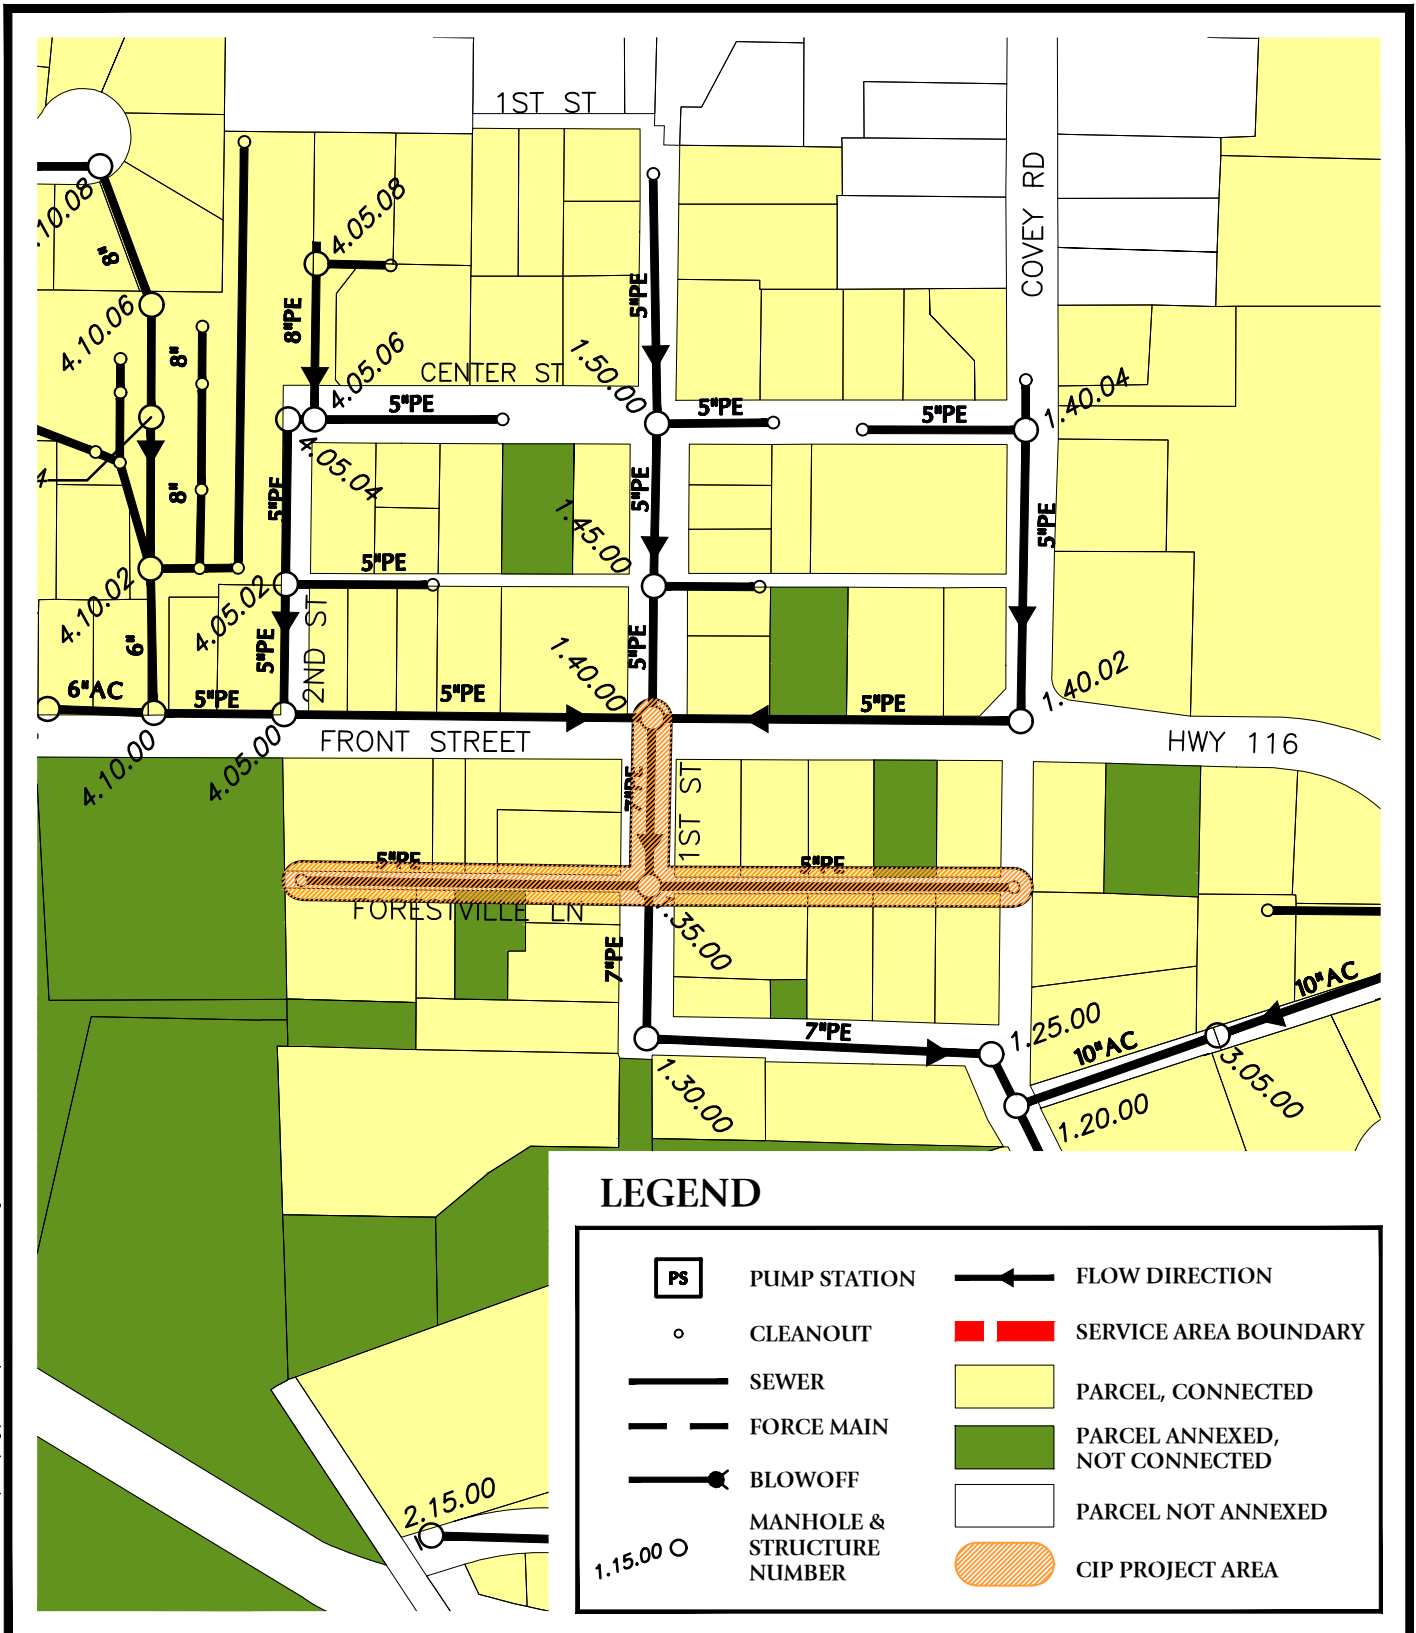 1ST ST
COVEY RD
.10.08
4.05.08
8"
5"PE
8"PE
4.10.06
8"
4.05.06
CENTER ST
1.50.00
5"PE
5"PE
5"PE
1.40.04
4.05.04
8"
5"PE
5"PE
1.45.00
5"PE
5"PE
4.10.02
4.05.02
6"
5"PE
2ND ST
1.40.00
5"PE
1.40.02
6"AC
5"PE
5"PE
5"PE
FRONT STREET
HWY 116
4.10.00
4.05.00
7"PE
1ST ST
5"PE
5"PE
FORESTVILLE LN
1.35.00
7"PE
10"AC
7"PE
1.25.00
10"AC
3.05.00
1.30.00
1.20.00
2.15.00
LEGEND
PS
PUMP STATION
CLEANOUT
SEWER
FORCE MAIN
BLOWOFF
1.15.00
MANHOLE &
STRUCTURE
NUMBER
FLOW DIRECTION
SERVICE AREA BOUNDARY
PARCEL, CONNECTED
PARCEL ANNEXED,
NOT CONNECTED
PARCEL NOT ANNEXED
CIP PROJECT AREA